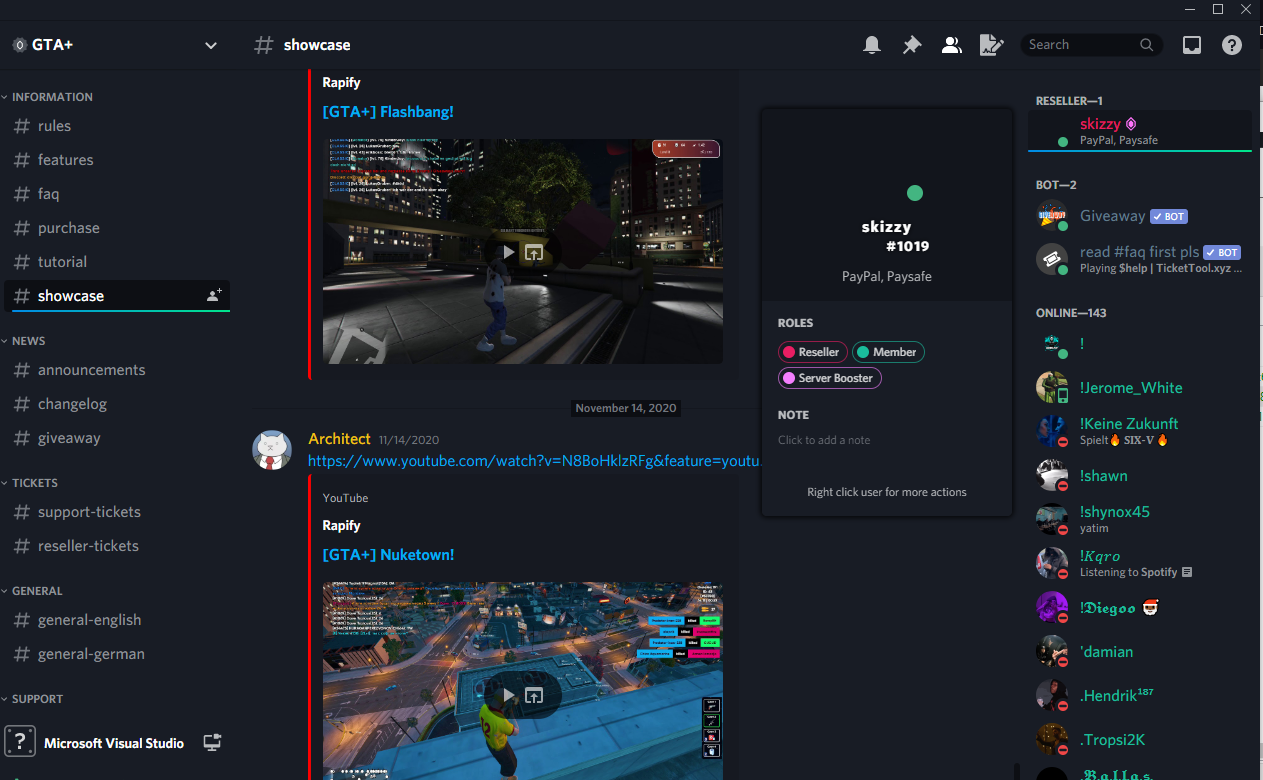 GTA+
INFORMATION
rules
features
faq
purchase
tutorial
showcase
NEWS
announcements
changelog
giveaway
TICKETS
support-tickets
reseller-tickets
GENERAL
general-english
general-german
SUPPORT
Microsoft Visual Studio
# showcase
Search
Rapify
[GTA+] Flashbang!
November 14, 2020
Architect 11/14/2020
https://www.youtube.com/watch?v=N8BoHklzRFg&feature=youtu.
YouTube
Rapify
[GTA+] Nuketown!
skizzy
#1019
PayPal, Paysafe
ROLES
Reseller
Member
Server Booster
NOTE
Click to add a note
Right click user for more actions
RESELLER—1
skizzy
PayPal, Paysafe
BOT—2
Giveaway ✓ BOT
read #faq first pls ✓ BOT
Playing $help | TicketTool.xyz ...
ONLINE—143
!
!Jerome_White
!Keine Zukunft
Spielt🔥 SIX-V 🔥
!shawn
!shynox45
yatim
!𝐾𝑞𝑟𝑜
Listening to Spotify
!𝕯𝖎𝖊𝖌𝖔𝖔 🎅
'damian
.Hendrik¹⁸⁷
.Tropsi2K
.𝕭.𝖆.𝖑.𝖑.𝖆.𝖘.